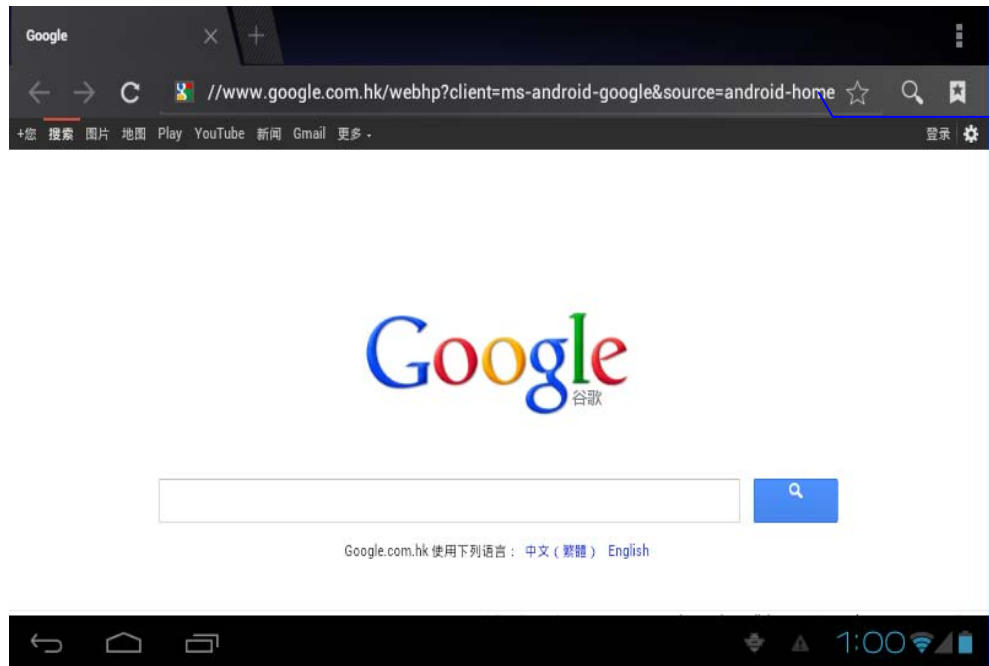 Google
//www.google.com.hk/webhp?client=ms-android-google&source=android-home
+您 搜索 图片 地图 Play YouTube 新闻 Gmail 更多 登录
Google
谷歌
Google.com.hk 使用下列语言： 中文（繁體） English
1:00